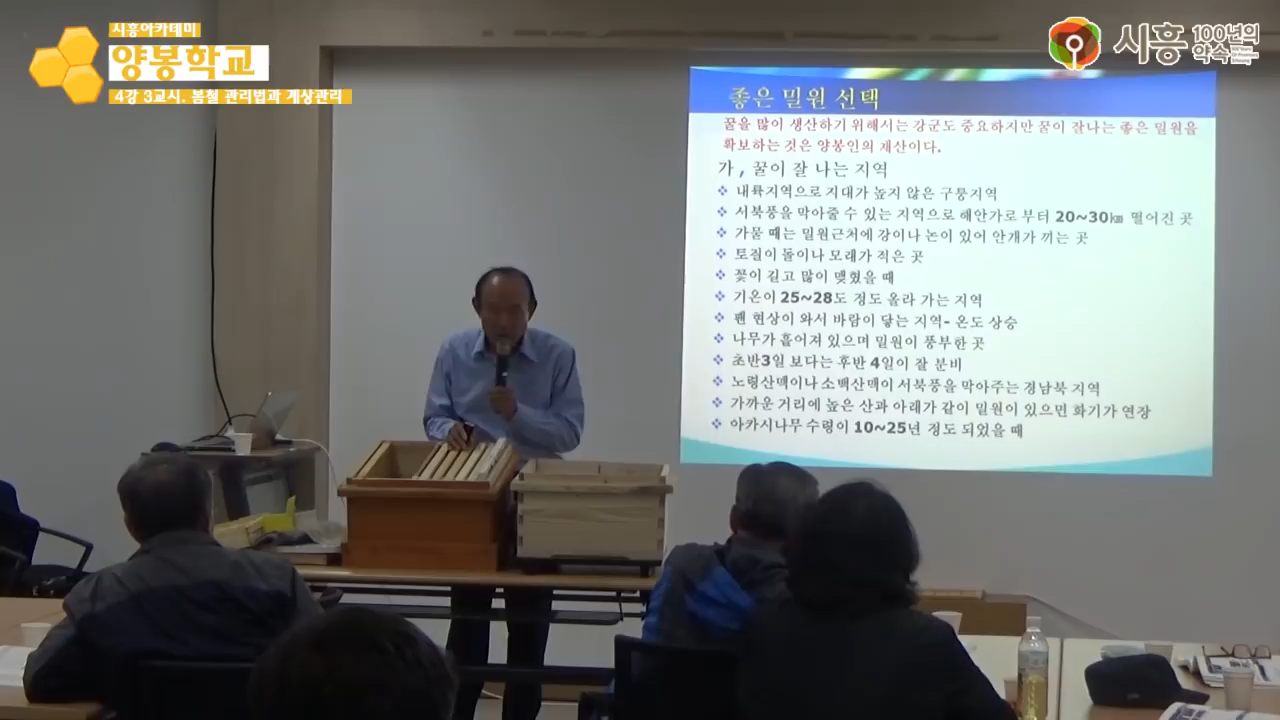 시흥아카데미
양봉학교
4강 3교시. 봄철 관리법과 계상관리
시흥 100년의 약속
좋은 밀원 선택
꿀을 많이 생산하기 위해서는 강군도 중요하지만 꿀이 잘나는 좋은 밀원을
확보하는 것은 양봉인의 재산이다.
가, 꿀이 잘 나는 지역
❖ 내륙지역으로 지대가 높지 않은 구릉지역
❖ 서북풍을 막아줄 수 있는 지역으로 해안가로 부터 20~30㎞ 떨어진 곳
❖ 가물 때는 밀원근처에 강이나 논이 있어 안개가 끼는 곳
❖ 토질이 돌이나 모래가 적은 곳
❖ 꽃이 길고 많이 맺혔을 때
❖ 기온이 25~28도 정도 올라 가는 지역
❖ 팬 현상이 와서 바람이 닿는 지역- 온도 상승
❖ 나무가 흩어져 있으며 밀원이 풍부한 곳
❖ 초반3일 보다는 후반 4일이 잘 분비
❖ 노령산맥이나 소백산맥이 서북풍을 막아주는 경남북 지역
❖ 가까운 거리에 높은 산과 아래가 같이 밀원이 있으면 화기가 연장
❖ 아카시나무 수령이 10~25년 정도 되었을 때